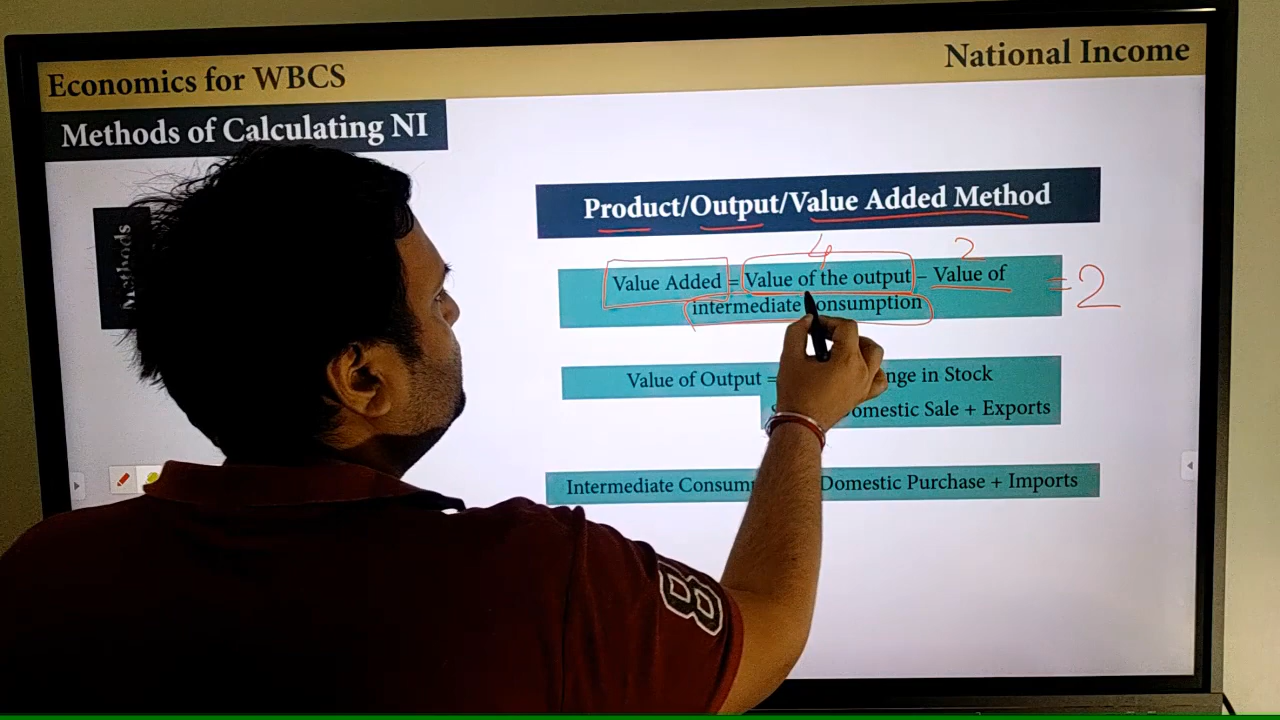 Economics for WBCS
National Income
Methods of Calculating NI
Methods
Product/Output/Value Added Method
4 2
Value Added = Value of the output - Value of
intermediate consumption
= 2
Value of Output = nge in Stock
omestic Sale + Exports
Intermediate Consum Domestic Purchase + Imports
8